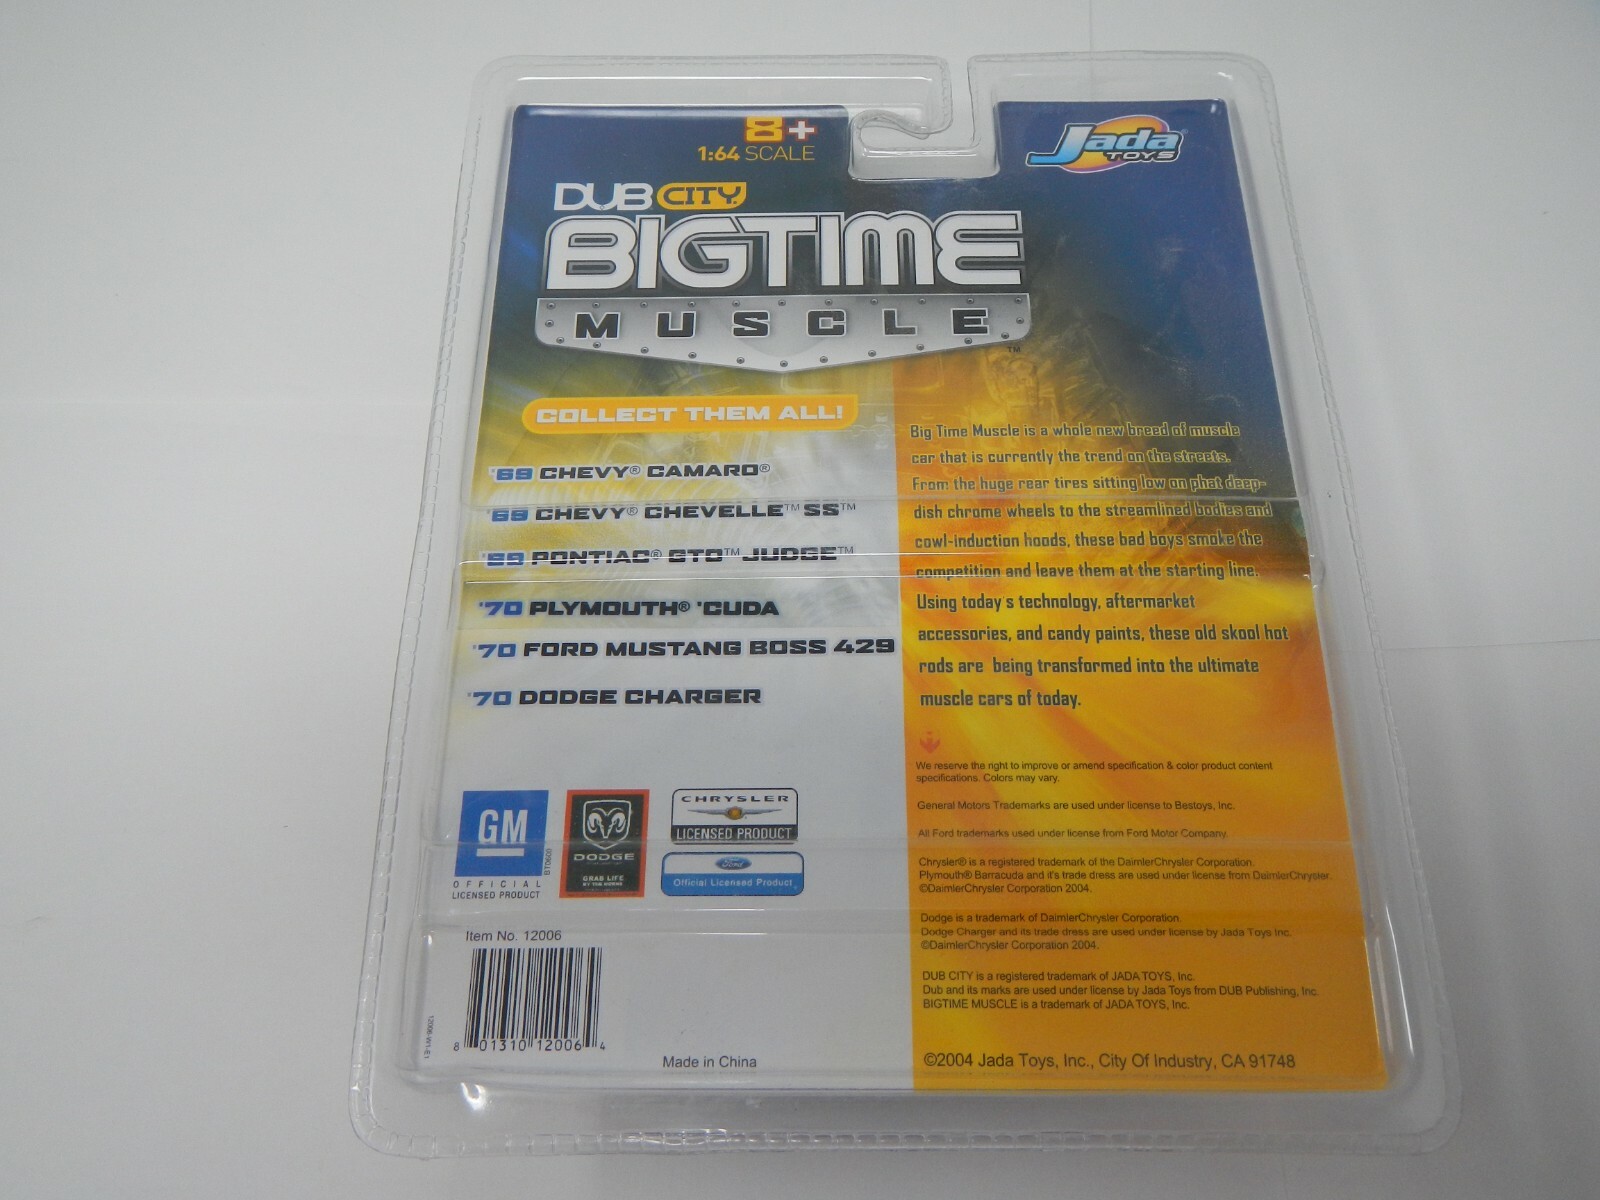 8+
1:64 SCALE
Jada
TOYS
DUB CITY
BIGTIME
MUSCLE™
COLLECT THEM ALL!
'69 CHEVY® CAMARO®
'68 CHEVY® CHEVELLE™ SS™
'69 PONTIAC® GTO™ JUDGE™
'70 PLYMOUTH® 'CUDA
'70 FORD MUSTANG BOSS 429
'70 DODGE CHARGER
Big Time Muscle is a whole new breed of muscle
car that is currently the trend on the streets.
From the huge rear tires sitting low on phat deep-
dish chrome wheels to the streamlined bodies and
cowl-induction hoods, these bad boys smoke the
competition and leave them at the starting line.
Using today's technology, aftermarket
accessories, and candy paints, these old skool hot
rods are being transformed into the ultimate
muscle cars of today.
We reserve the right to improve or amend specification & color product content
specifications. Colors may vary.
General Motors Trademarks are used under license to Bestoys, Inc.
All Ford trademarks used under license from Ford Motor Company.
Chrysler® is a registered trademark of the DaimlerChrysler Corporation.
Plymouth® Barracuda and it's trade dress are used under license from DaimlerChrysler.
©DaimlerChrysler Corporation 2004.
Dodge is a trademark of DaimlerChrysler Corporation.
Dodge Charger and its trade dress are used under license by Jada Toys Inc.
©DaimlerChrysler Corporation 2004.
DUB CITY is a registered trademark of JADA TOYS, Inc.
Dub and its marks are used under license by Jada Toys from DUB Publishing, Inc.
BIGTIME MUSCLE is a trademark of JADA TOYS, Inc.
©2004 Jada Toys, Inc., City Of Industry, CA 91748
GM
OFFICIAL
LICENSED PRODUCT
BT0600
DODGE
GRAB LIFE
BY THE HORNS
CHRYSLER
LICENSED PRODUCT
Ford
Official Licensed Product
Item No. 12006
8 01310 12006 4
12006-W1-E1
Made in China